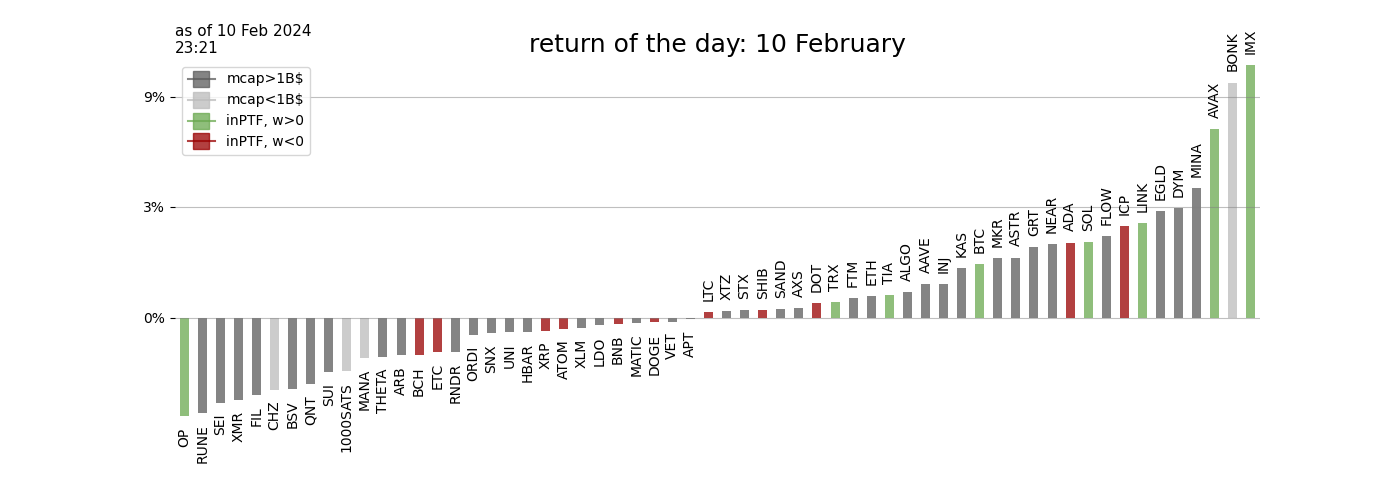 as of 10 Feb 2024
23:21
return of the day: 10 February
mcap>1B$
mcap<1B$
inPTF, w>0
inPTF, w<0
9%
3%
0%
OP
RUNE
SEI
XMR
FIL
CHZ
BSV
QNT
SUI
1000SATS
MANA
THETA
ARB
BCH
ETC
RNDR
ORDI
SNX
UNI
HBAR
XRP
ATOM
XLM
LDO
BNB
MATIC
DOGE
VET
APT
LTC
XTZ
STX
SHIB
SAND
AXS
DOT
TRX
FTM
ETH
TIA
ALGO
AAVE
INJ
KAS
BTC
MKR
ASTR
GRT
NEAR
ADA
SOL
FLOW
ICP
LINK
EGLD
DYM
MINA
AVAX
BONK
IMX